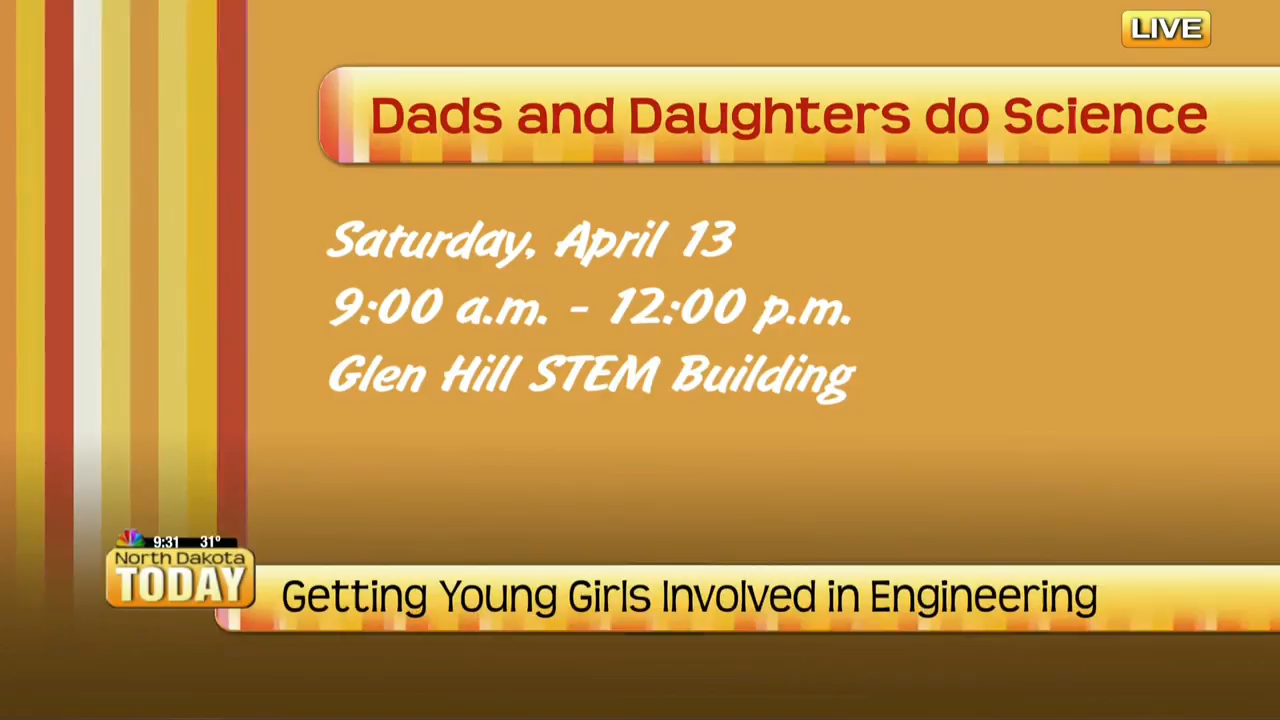 LIVE
Dads and Daughters do Science
Saturday, April 13
9:00 a.m. - 12:00 p.m.
Glen Hill STEM Building
9:31 31°
North Dakota
TODAY
Getting Young Girls Involved in Engineering